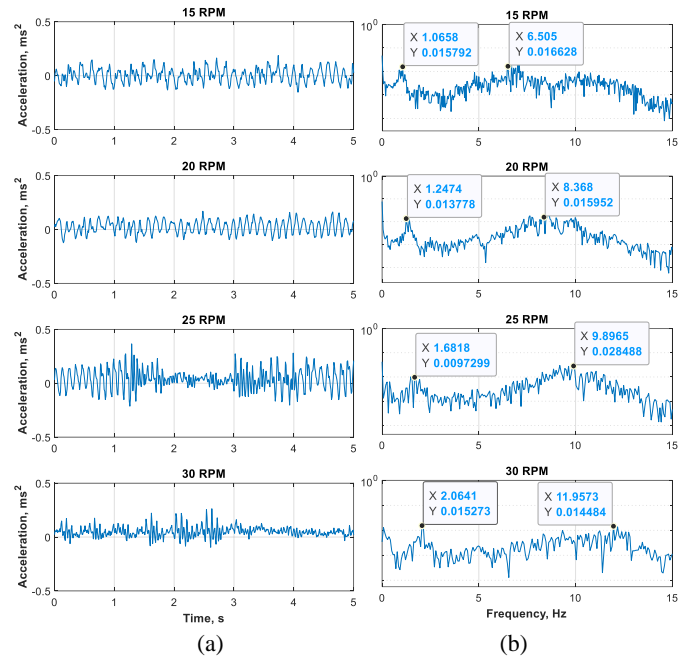 15 RPM
0.5
0
-0.5
Acceleration, ms²
0 1 2 3 4 5
20 RPM
0.5
0
-0.5
Acceleration, ms²
0 1 2 3 4 5
25 RPM
0.5
0
-0.5
Acceleration, ms²
0 1 2 3 4 5
30 RPM
0.5
0
-0.5
Acceleration, ms²
0 1 2 3 4 5
Time, s
(a)
15 RPM
10⁰
X 1.0658
Y 0.015792
X 6.505
Y 0.016628
0 5 10 15
20 RPM
10⁰
X 1.2474
Y 0.013778
X 8.368
Y 0.015952
0 5 10 15
25 RPM
10⁰
X 1.6818
Y 0.0097299
X 9.8965
Y 0.028488
0 5 10 15
30 RPM
10⁰
X 2.0641
Y 0.015273
X 11.9573
Y 0.014484
0 5 10 15
Frequency, Hz
(b)